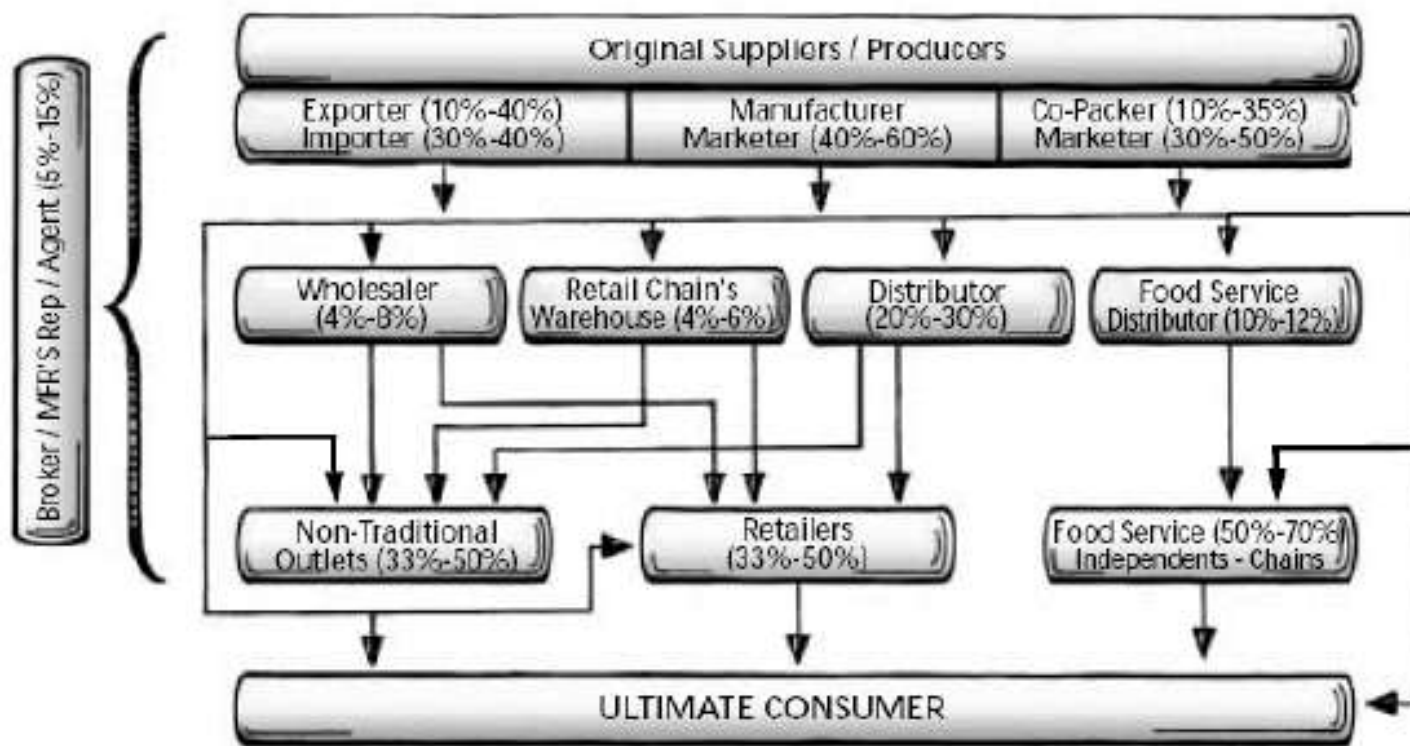 Original Suppliers / Producers
Exporter (10%-40%)
Importer (30%-40%)
Manufacturer
Marketer (40%-60%)
Co-Packer (10%-35%)
Marketer (30%-50%)
Broker / MFR'S Rep / Agent (5%-15%)
Wholesaler
(4%-8%)
Retail Chain's
Warehouse (4%-6%)
Distributor
(20%-30%)
Food Service
Distributor (10%-12%)
Non-Traditional
Outlets (33%-50%)
Retailers
(33%-50%)
Food Service (50%-70%)
Independents - Chains
ULTIMATE CONSUMER